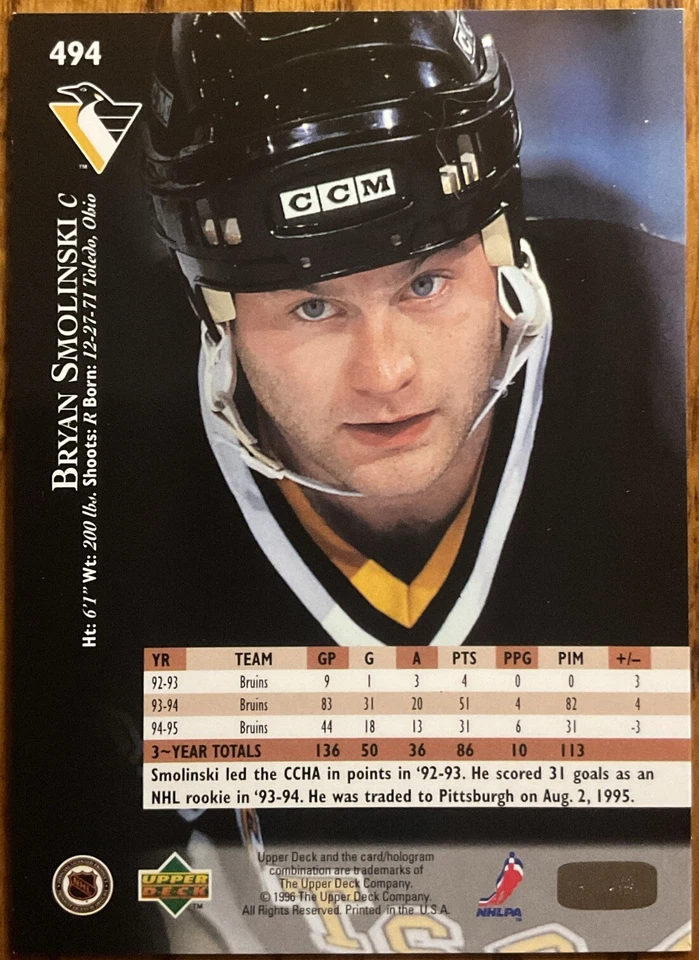 494
BRYAN SMOLINSKI C
Ht: 6'1" Wt: 200 lbs. Shoots: R Born: 12-27-71 Toledo, Ohio
CCM
YR TEAM GP G A PTS PPG PIM +/–
92-93 Bruins 9 1 3 4 0 0 3
93-94 Bruins 83 31 20 51 4 82 4
94-95 Bruins 44 18 13 31 6 31 -3
3~YEAR TOTALS 136 50 36 86 10 113
Smolinski led the CCHA in points in '92-93. He scored 31 goals as an
NHL rookie in '93-94. He was traded to Pittsburgh on Aug. 2, 1995.
NHL
UPPER
DECK
TM
Upper Deck and the card/hologram
combination are trademarks of
The Upper Deck Company.
© 1996 The Upper Deck Company.
All Rights Reserved. Printed in the U.S.A.
NHLPA